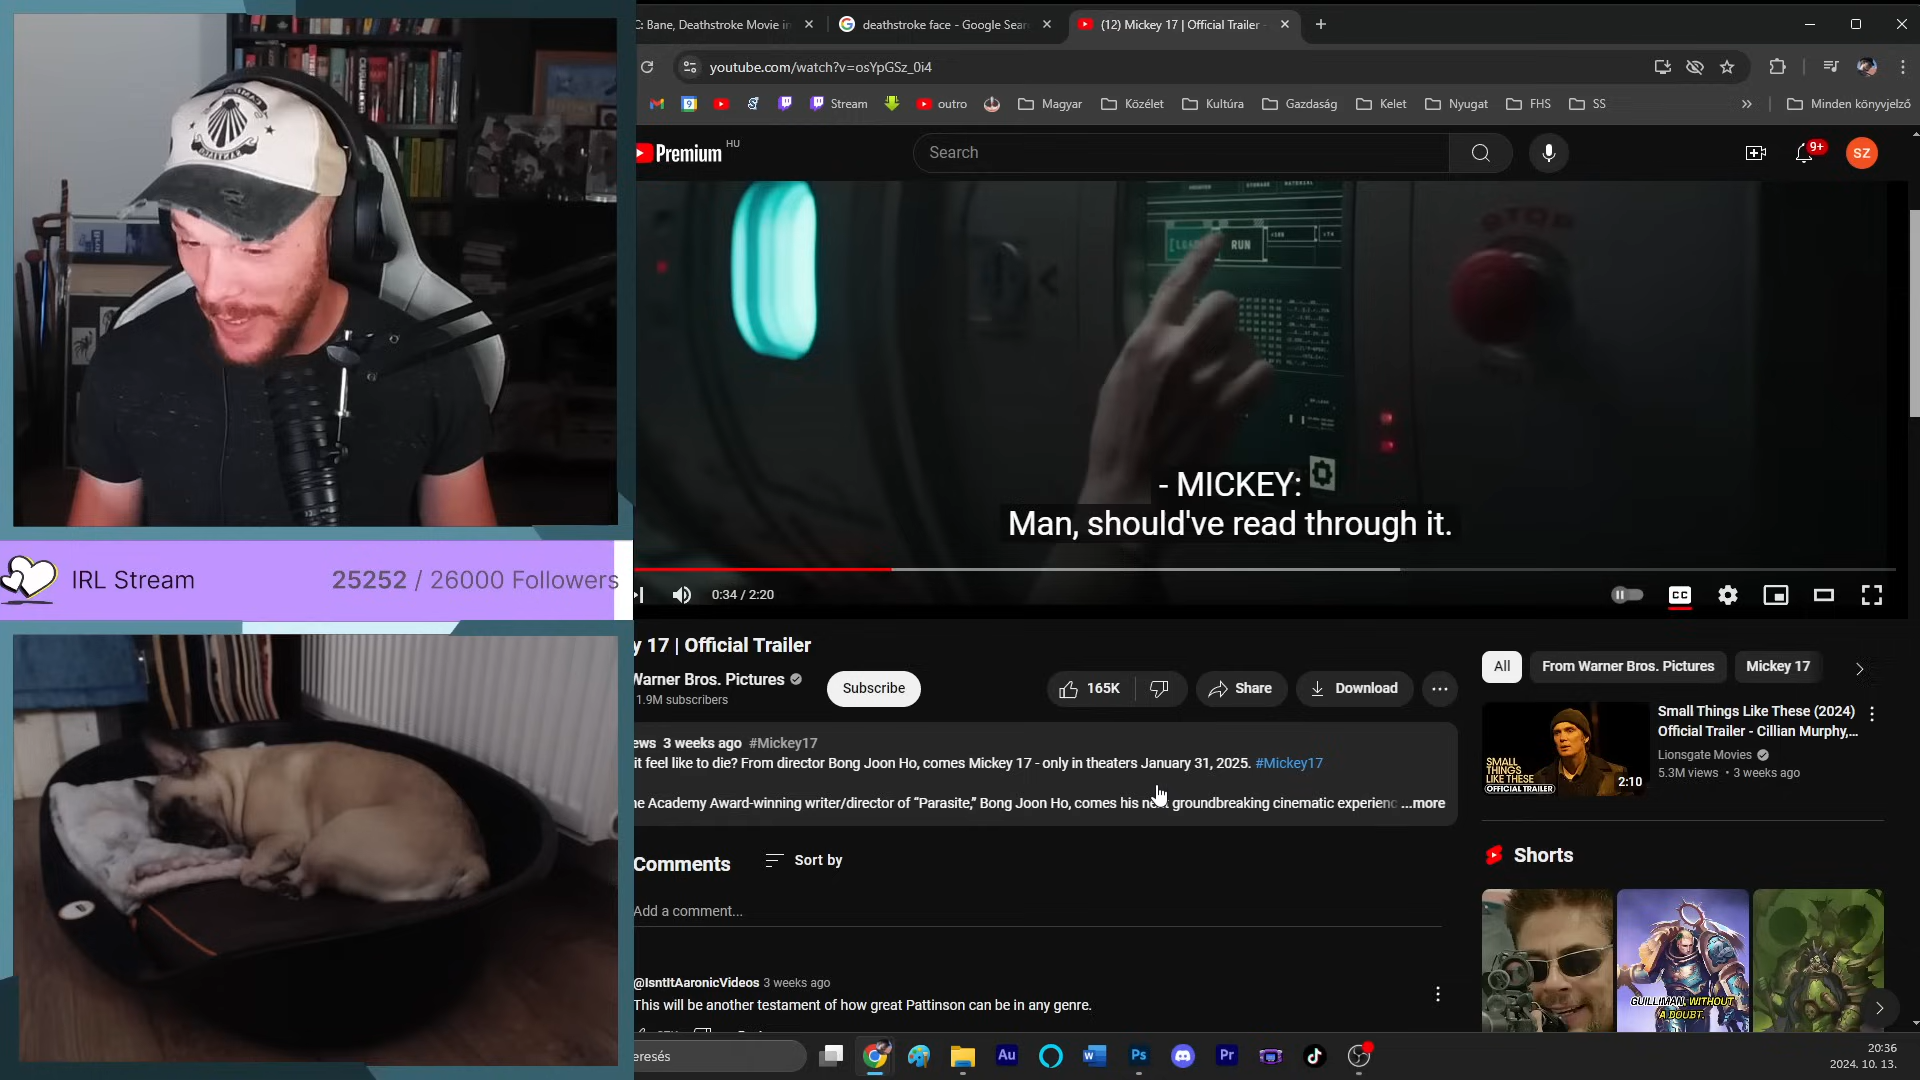 C: Bane, Deathstroke Movie in
deathstroke face - Google Sear
(12) Mickey 17 | Official Trailer -
youtube.com/watch?v=osYpGSz_0i4
Stream
outro
Magyar
Közélet
Kultúra
Gazdaság
Kelet
Nyugat
FHS
SS
Minden könyvjelző
Premium HU
Search
9+
SZ
RUN
- MICKEY:
Man, should've read through it.
0:34 / 2:20
CC
IRL Stream
25252 / 26000 Followers
y 17 | Official Trailer
Warner Bros. Pictures
1.9M subscribers
Subscribe
165K
Share
Download
ews 3 weeks ago #Mickey17
it feel like to die? From director Bong Joon Ho, comes Mickey 17 - only in theaters January 31, 2025. #Mickey17
he Academy Award-winning writer/director of “Parasite,” Bong Joon Ho, comes his next groundbreaking cinematic experienc ...more
Comments
Sort by
Add a comment...
@IsntItAaronicVideos 3 weeks ago
This will be another testament of how great Pattinson can be in any genre.
All
From Warner Bros. Pictures
Mickey 17
SMALL
THINGS
LIKE THESE
OFFICIAL TRAILER
2:10
Small Things Like These (2024)
Official Trailer - Cillian Murphy,...
Lionsgate Movies
5.3M views • 3 weeks ago
Shorts
GUILLIMAN, WITHOUT
A DOUBT.
eresés
Au
Ps
Pr
20:36
2024. 10. 13.